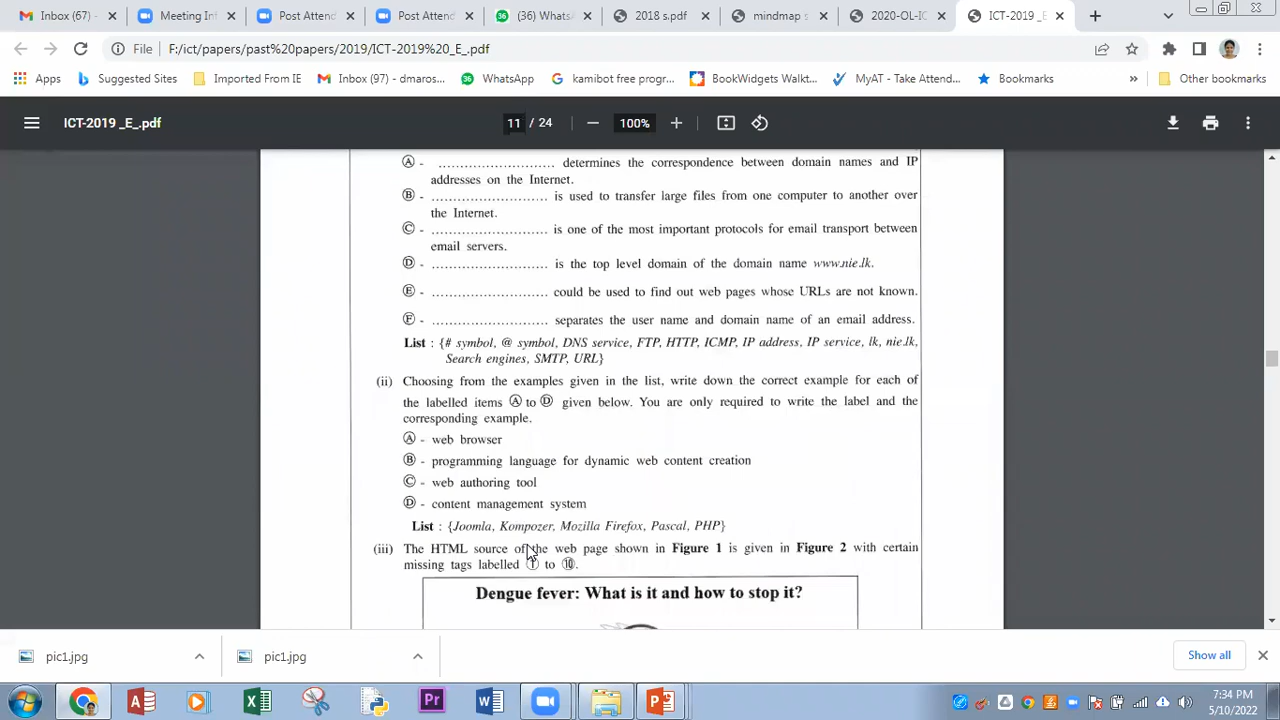 Inbox (67) -
Meeting Inf
Post Attend
Post Attend
(36) Whats
2018 s.pdf
mindmap s
2020-OL-IC
ICT-2019 _E
File
F:/ict/papers/past%20papers/2019/ICT-2019%20_E_.pdf
Apps
Suggested Sites
Imported From IE
Inbox (97) - dmaros...
WhatsApp
kamibot free progr...
BookWidgets Walkt...
MyAT - Take Attend...
Bookmarks
»
Other bookmarks
ICT-2019 _E_.pdf
11 / 24
100%
Ⓐ - ............................ determines the correspondence between domain names and IP
addresses on the Internet.
Ⓑ - ............................ is used to transfer large files from one computer to another over
the Internet.
Ⓒ - ............................ is one of the most important protocols for email transport between
email servers.
Ⓓ - ............................ is the top level domain of the domain name www.nie.lk.
Ⓔ - ............................ could be used to find out web pages whose URLs are not known.
Ⓕ - ............................ separates the user name and domain name of an email address.
List : {# symbol, @ symbol, DNS service, FTP, HTTP, ICMP, IP address, IP service, lk, nie.lk,
Search engines, SMTP, URL}
(ii) Choosing from the examples given in the list, write down the correct example for each of
the labelled items Ⓐ to Ⓓ given below. You are only required to write the label and the
corresponding example.
Ⓐ - web browser
Ⓑ - programming language for dynamic web content creation
Ⓒ - web authoring tool
Ⓓ - content management system
List : {Joomla, Kompozer, Mozilla Firefox, Pascal, PHP}
(iii) The HTML source of the web page shown in Figure 1 is given in Figure 2 with certain
missing tags labelled ① to ⑩.
Dengue fever: What is it and how to stop it?
pic1.jpg
pic1.jpg
Show all
7:34 PM
5/10/2022